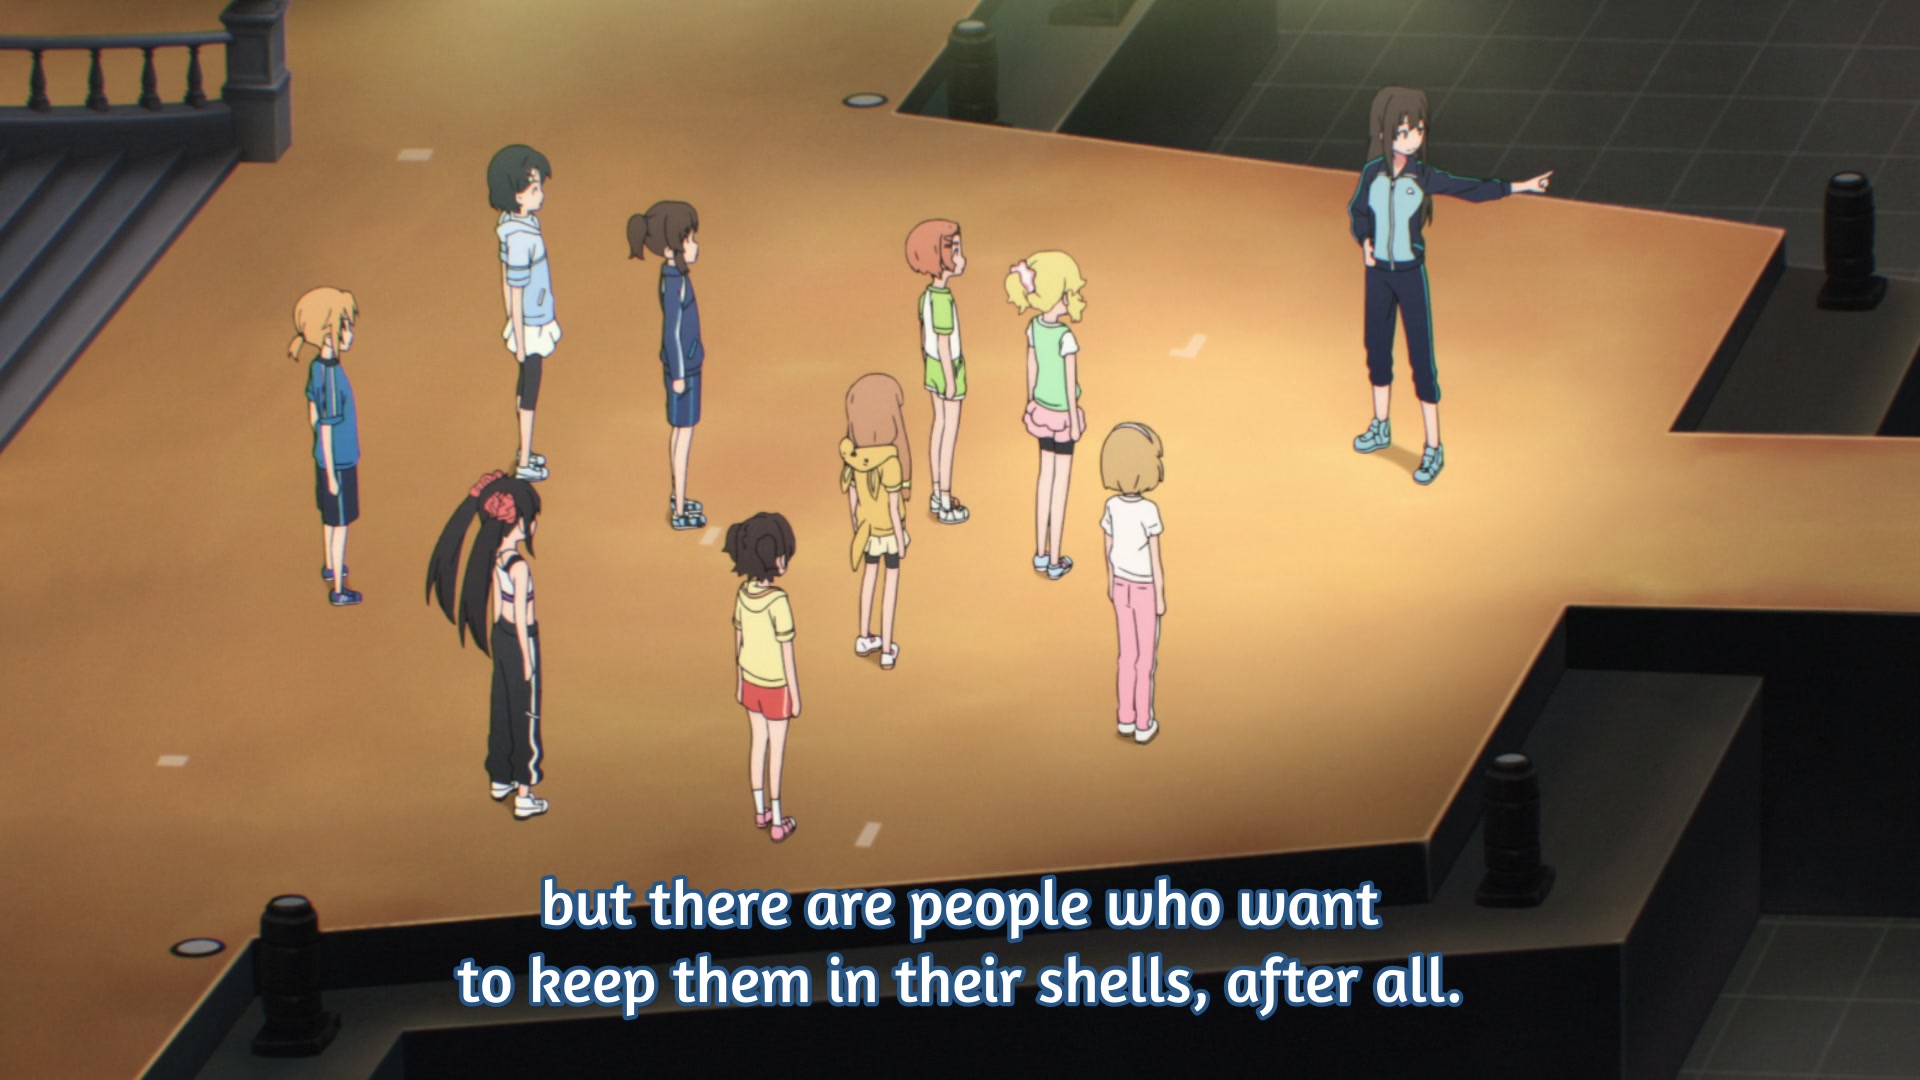 but there are people who want
to keep them in their shells, after all.